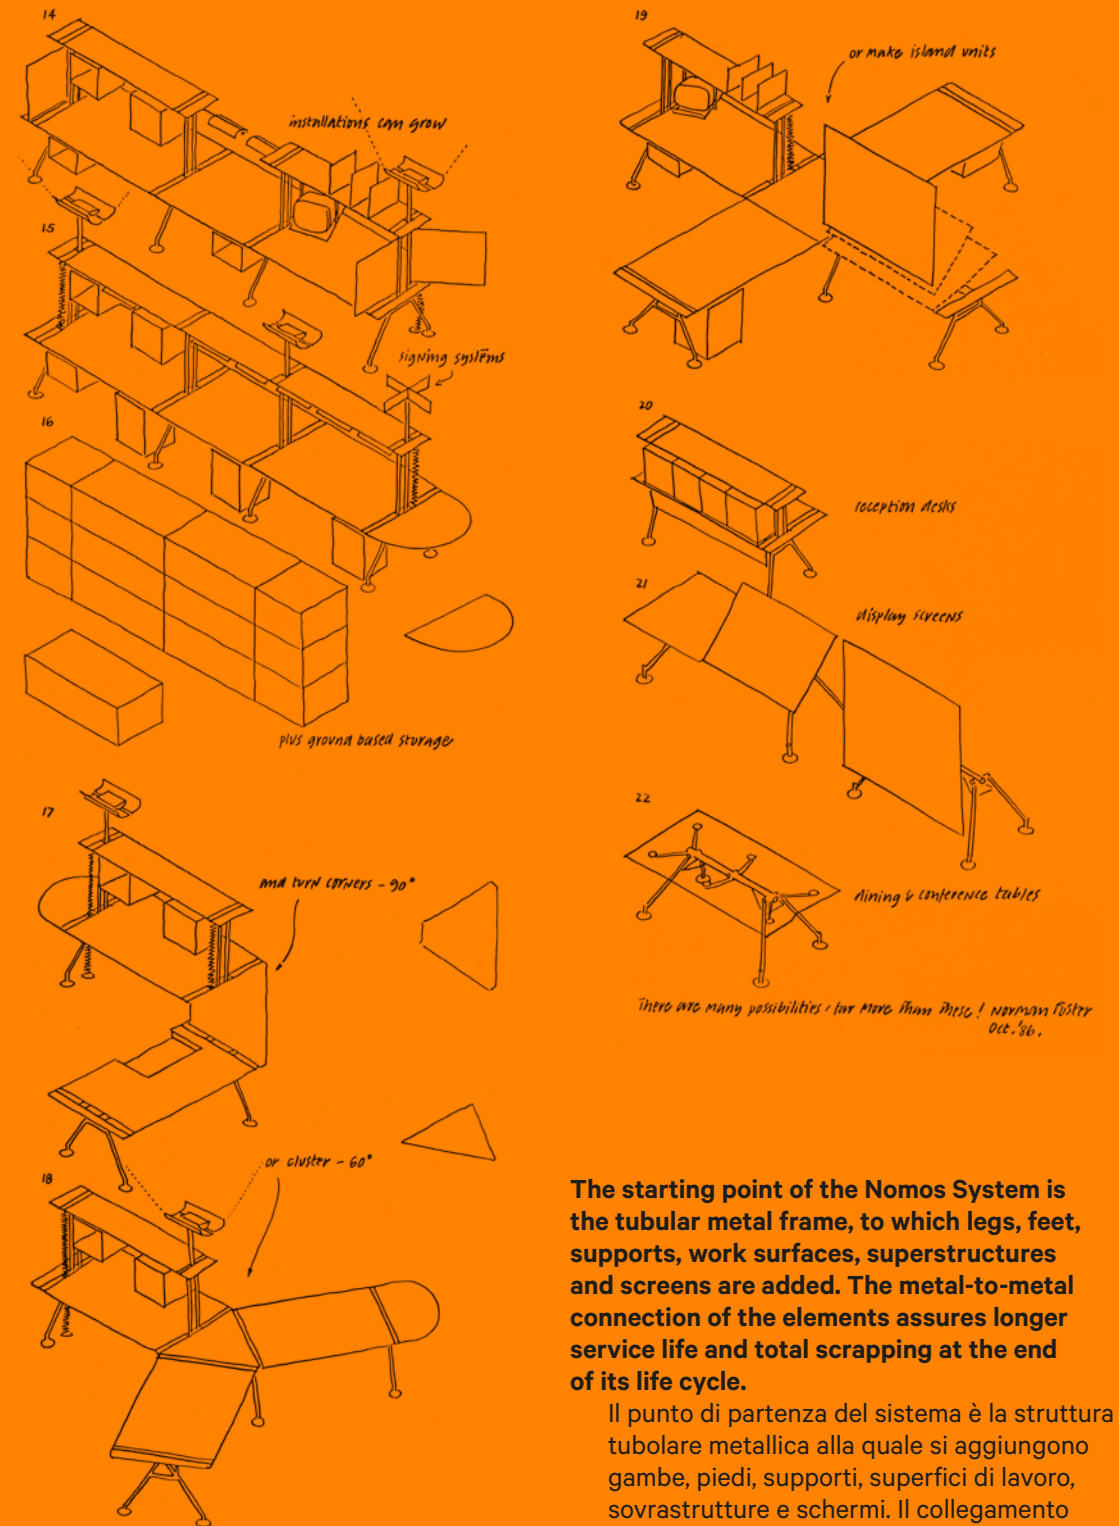 14
installations can grow
15
signing systems
16
plus ground based storage
17
and turn corners - 90°
or cluster - 60°
18
19
or make island units
20
reception desks
21
display screens
22
dining & conference tables
There are many possibilities, far more than these! Norman Foster
Oct. '86.
The starting point of the Nomos System is
the tubular metal frame, to which legs, feet,
supports, work surfaces, superstructures
and screens are added. The metal-to-metal
connection of the elements assures longer
service life and total scrapping at the end
of its life cycle.
Il punto di partenza del sistema è la struttura
tubolare metallica alla quale si aggiungono
gambe, piedi, supporti, superfici di lavoro,
sovrastrutture e schermi. Il collegamento